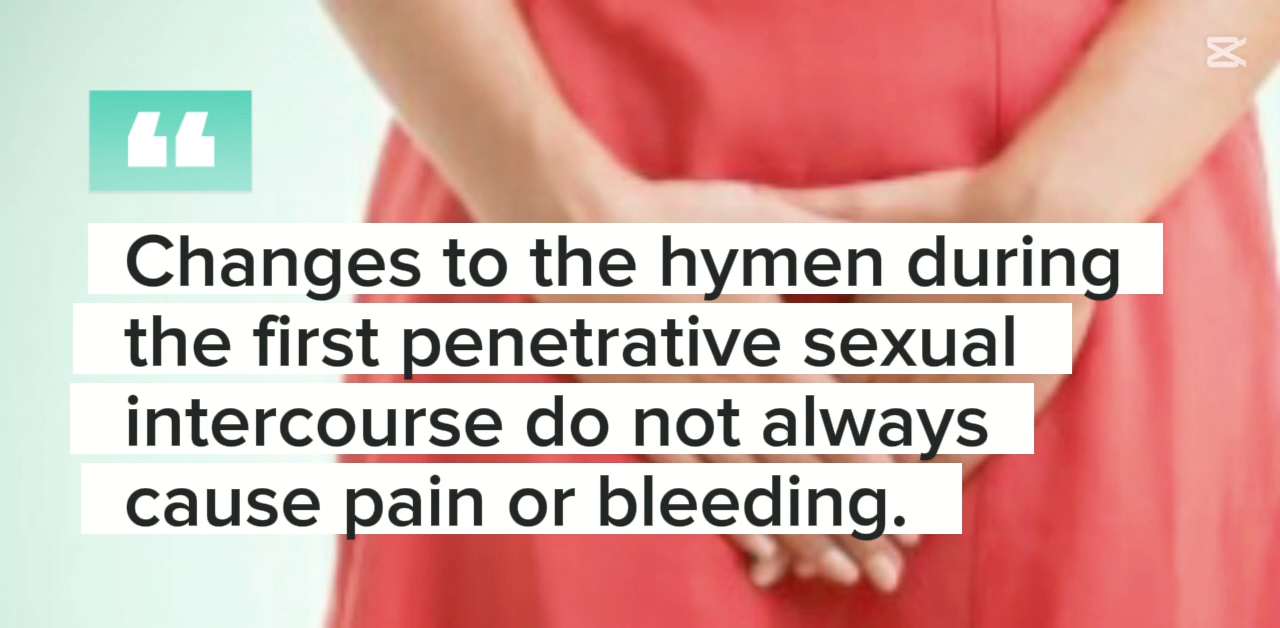 ❝
Changes to the hymen during
the first penetrative sexual
intercourse do not always
cause pain or bleeding.